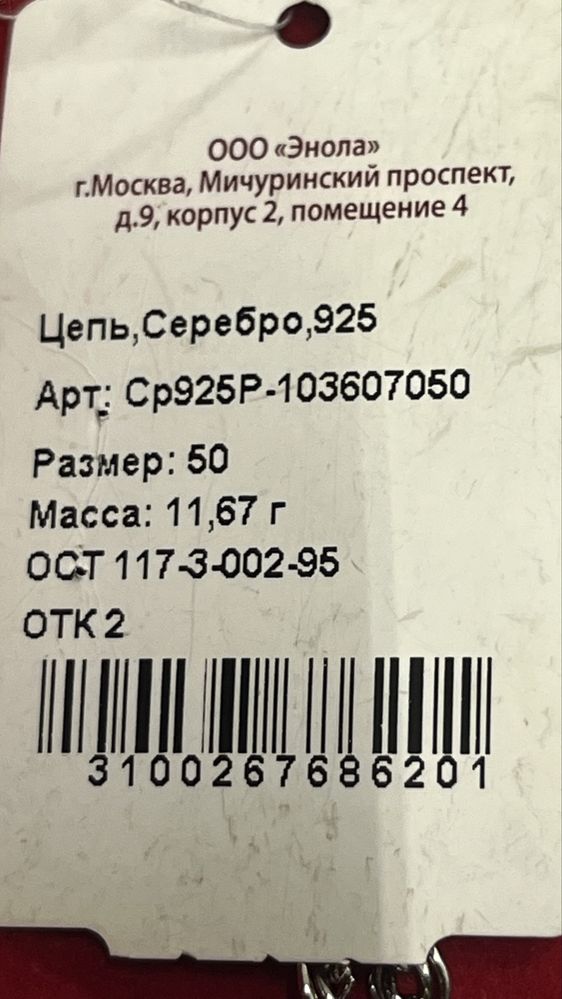 ООО «Энола»
г.Москва, Мичуринский проспект,
д.9, корпус 2, помещение 4
Цепь,Серебро,925
Арт: Ср925Р-103607050
Размер: 50
Масса: 11,67 г
ОСТ 117-3-002-95
ОТК 2
3100267686201